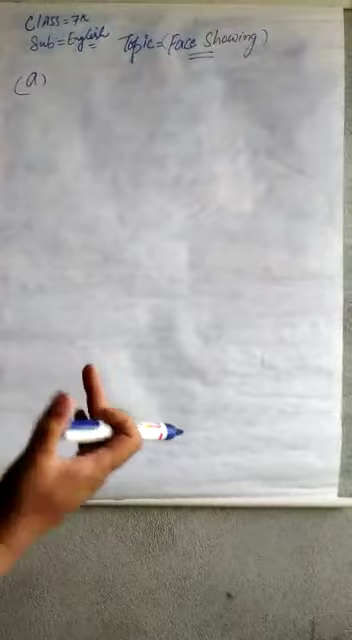 CLASS = 7th
Sub = English
Topic = (Face Showing)
(a)